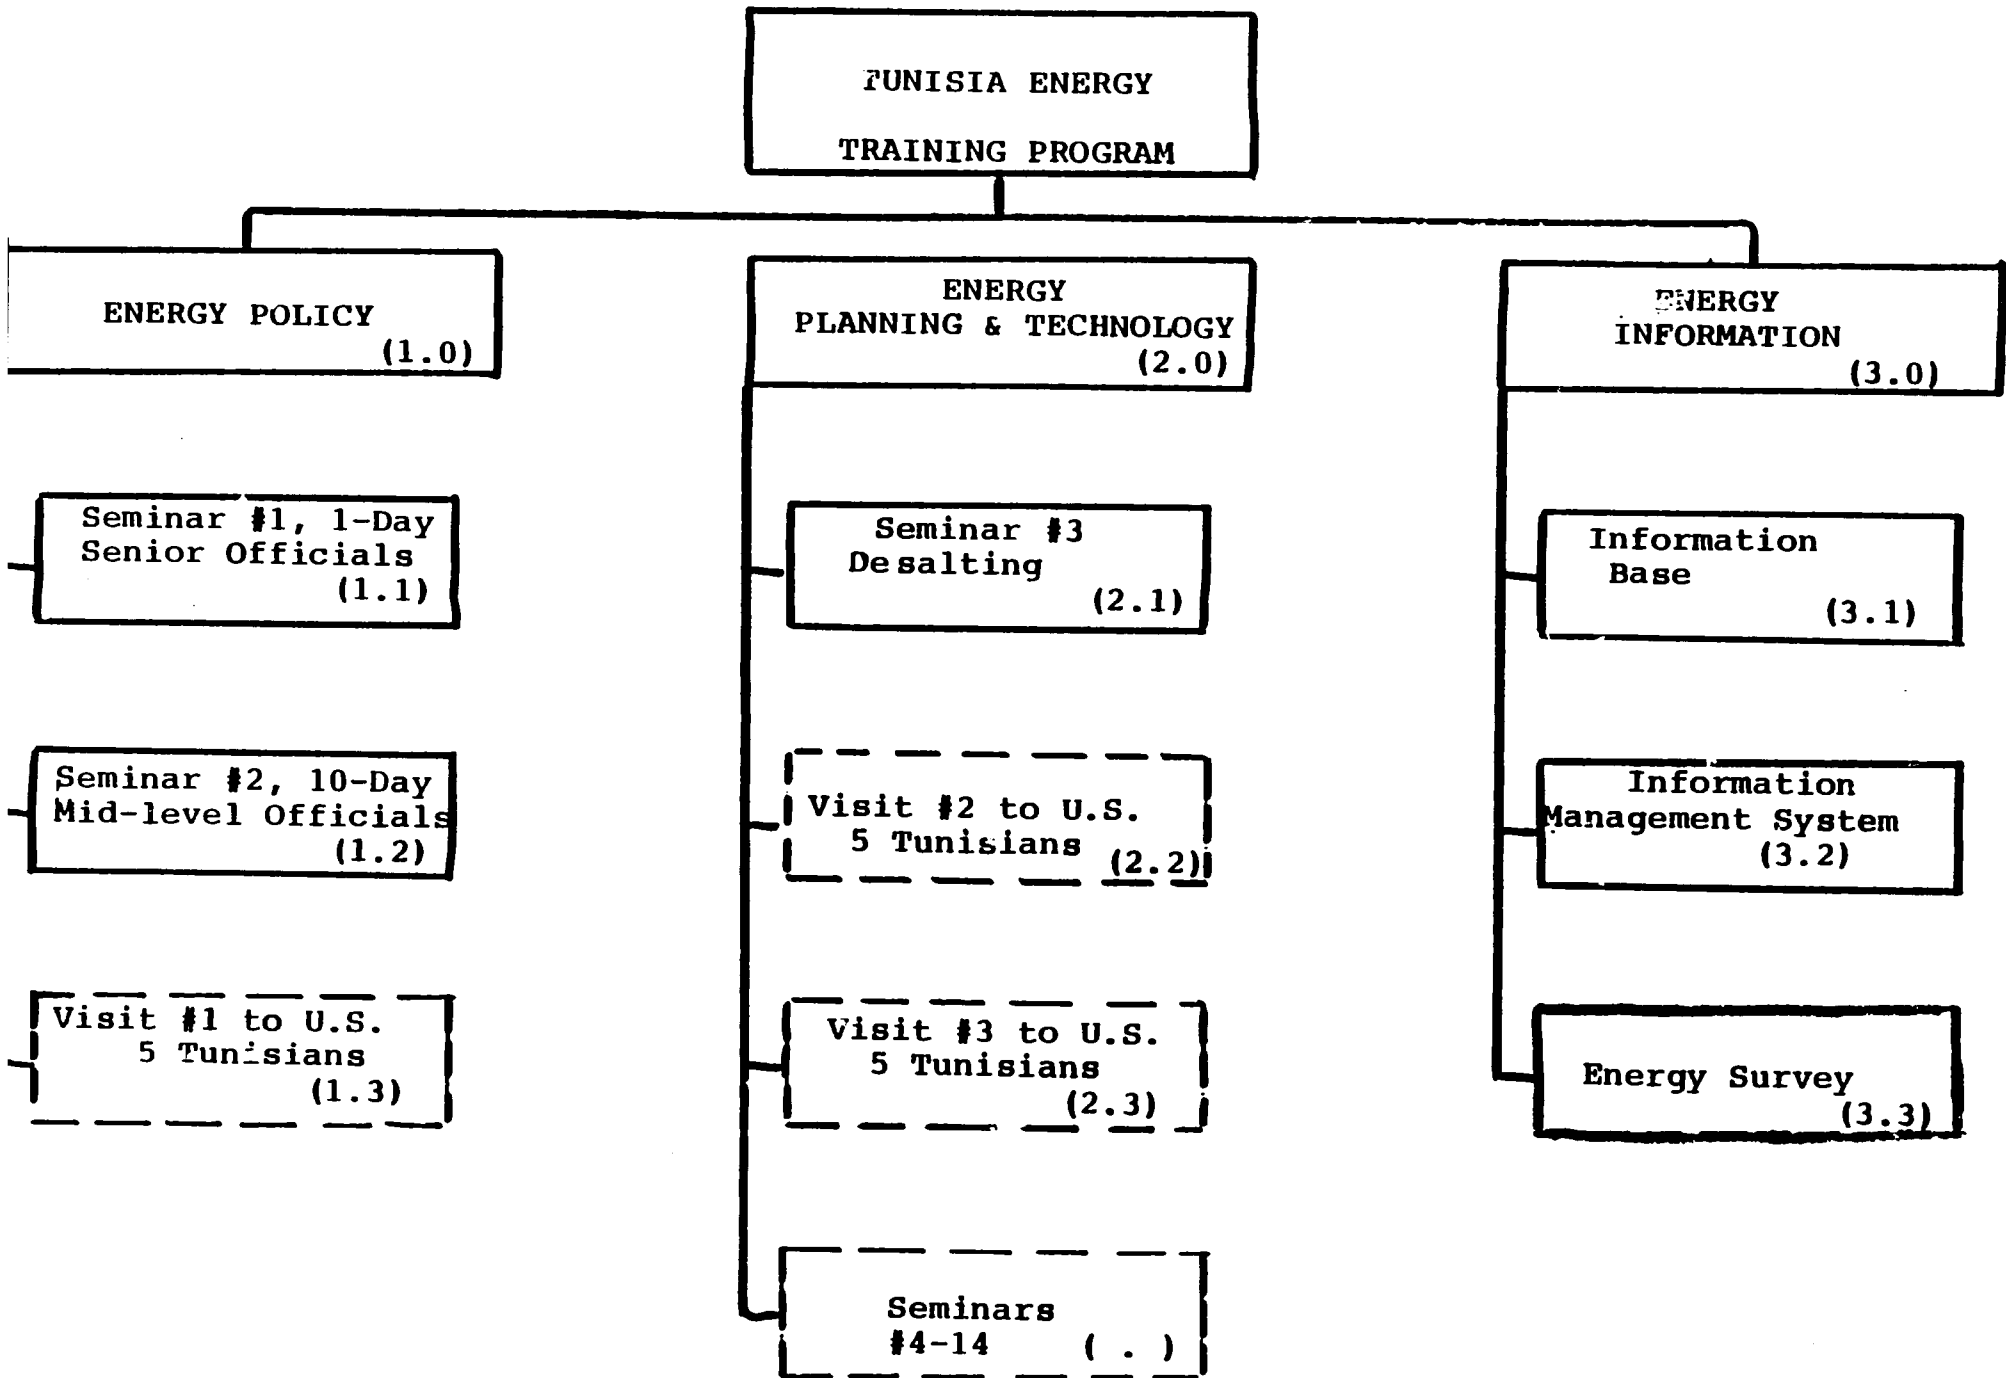 TUNISIA ENERGY
TRAINING PROGRAM
ENERGY POLICY
(1.0)
Seminar #1, 1-Day
Senior Officials
(1.1)
Seminar #2, 10-Day
Mid-level Officials
(1.2)
Visit #1 to U.S.
5 Tunisians
(1.3)
ENERGY
PLANNING & TECHNOLOGY
(2.0)
Seminar #3
Desalting
(2.1)
Visit #2 to U.S.
5 Tunisians (2.2)
Visit #3 to U.S.
5 Tunisians
(2.3)
Seminars
#4-14 ( . )
ENERGY
INFORMATION
(3.0)
Information
Base
(3.1)
Information
Management System
(3.2)
Energy Survey
(3.3)